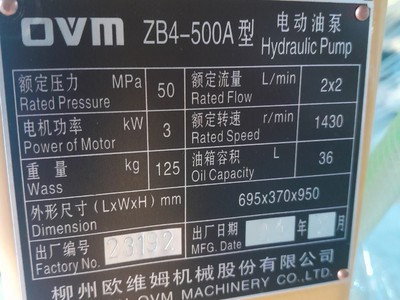 OVM ZB4-500A型 电动油泵
Hydraulic Pump
额定压力 MPa 50 额定流量 L/min 2x2
Rated Pressure Rated Flow
电机功率 kW 3 额定转速 r/min 1430
Power of Motor Rated Speed
重量 kg 125 油箱容积 L 36
Wass Oil Capacity
外形尺寸 (LxWxH) mm 695x370x950
Dimension
出厂编号 23132 出厂日期 年 月
Factory No. MFG. Date
柳州欧维姆机械股份有限公司
OVM MACHINERY CO.,LTD.